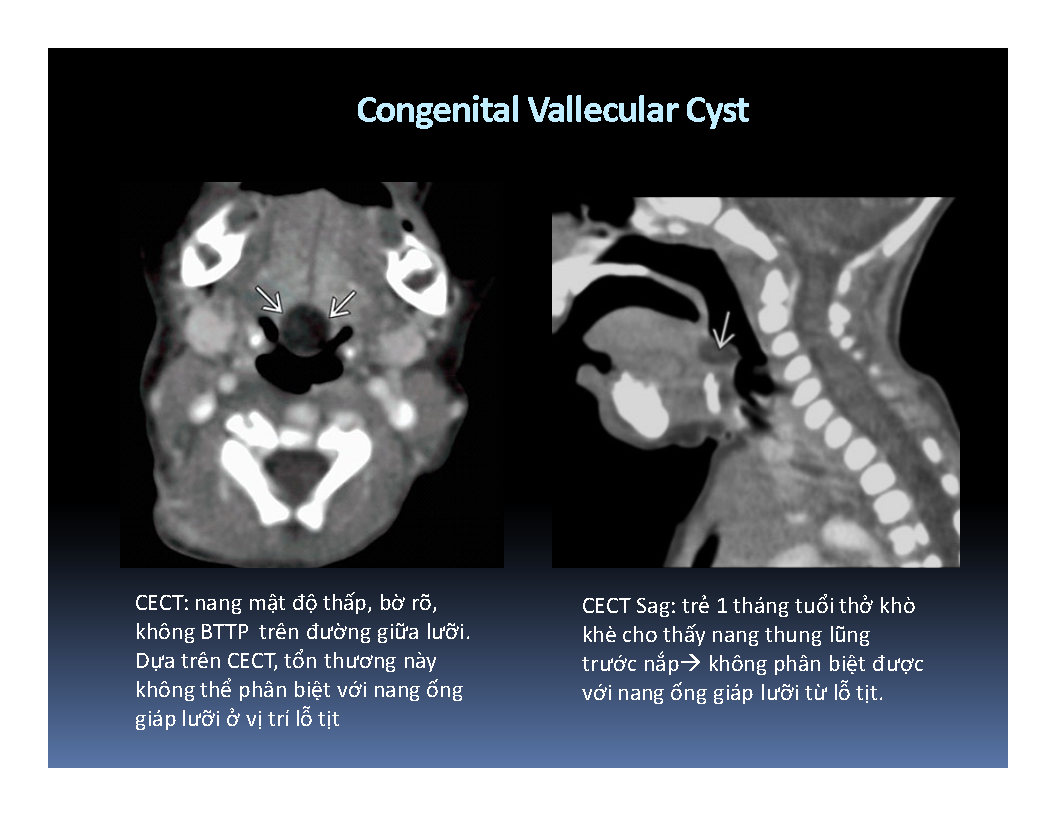 Congenital Vallecular Cyst
CECT: nang mật độ thấp, bờ rõ,
không BTTP trên đường giữa lưỡi.
Dựa trên CECT, tổn thương này
không thể phân biệt với nang ống
giáp lưỡi ở vị trí lỗ tịt
CECT Sag: trẻ 1 tháng tuổi thở khò
khè cho thấy nang thung lũng
trước nắp→ không phân biệt được
với nang ống giáp lưỡi từ lỗ tịt.